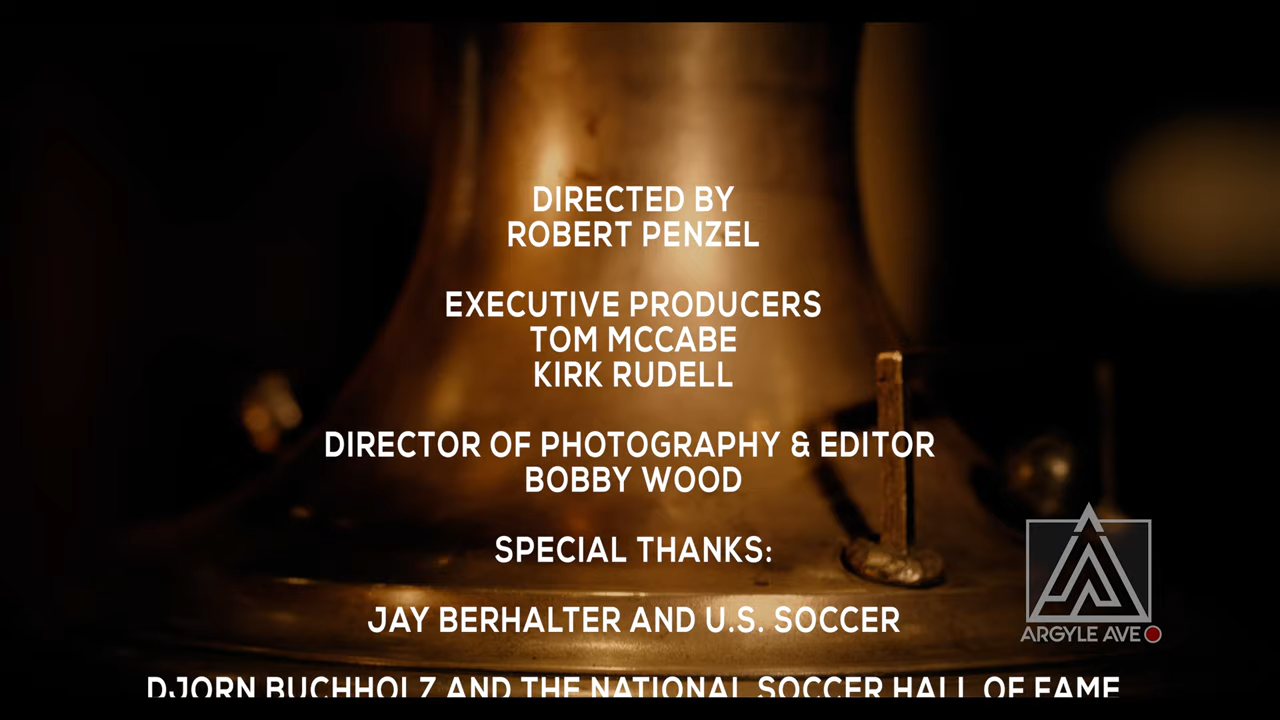 DIRECTED BY
ROBERT PENZEL
EXECUTIVE PRODUCERS
TOM MCCABE
KIRK RUDELL
DIRECTOR OF PHOTOGRAPHY & EDITOR
BOBBY WOOD
SPECIAL THANKS:
JAY BERHALTER AND U.S. SOCCER
DJORN BUCHHOLZ AND THE NATIONAL SOCCER HALL OF FAME
ARGYLE AVE